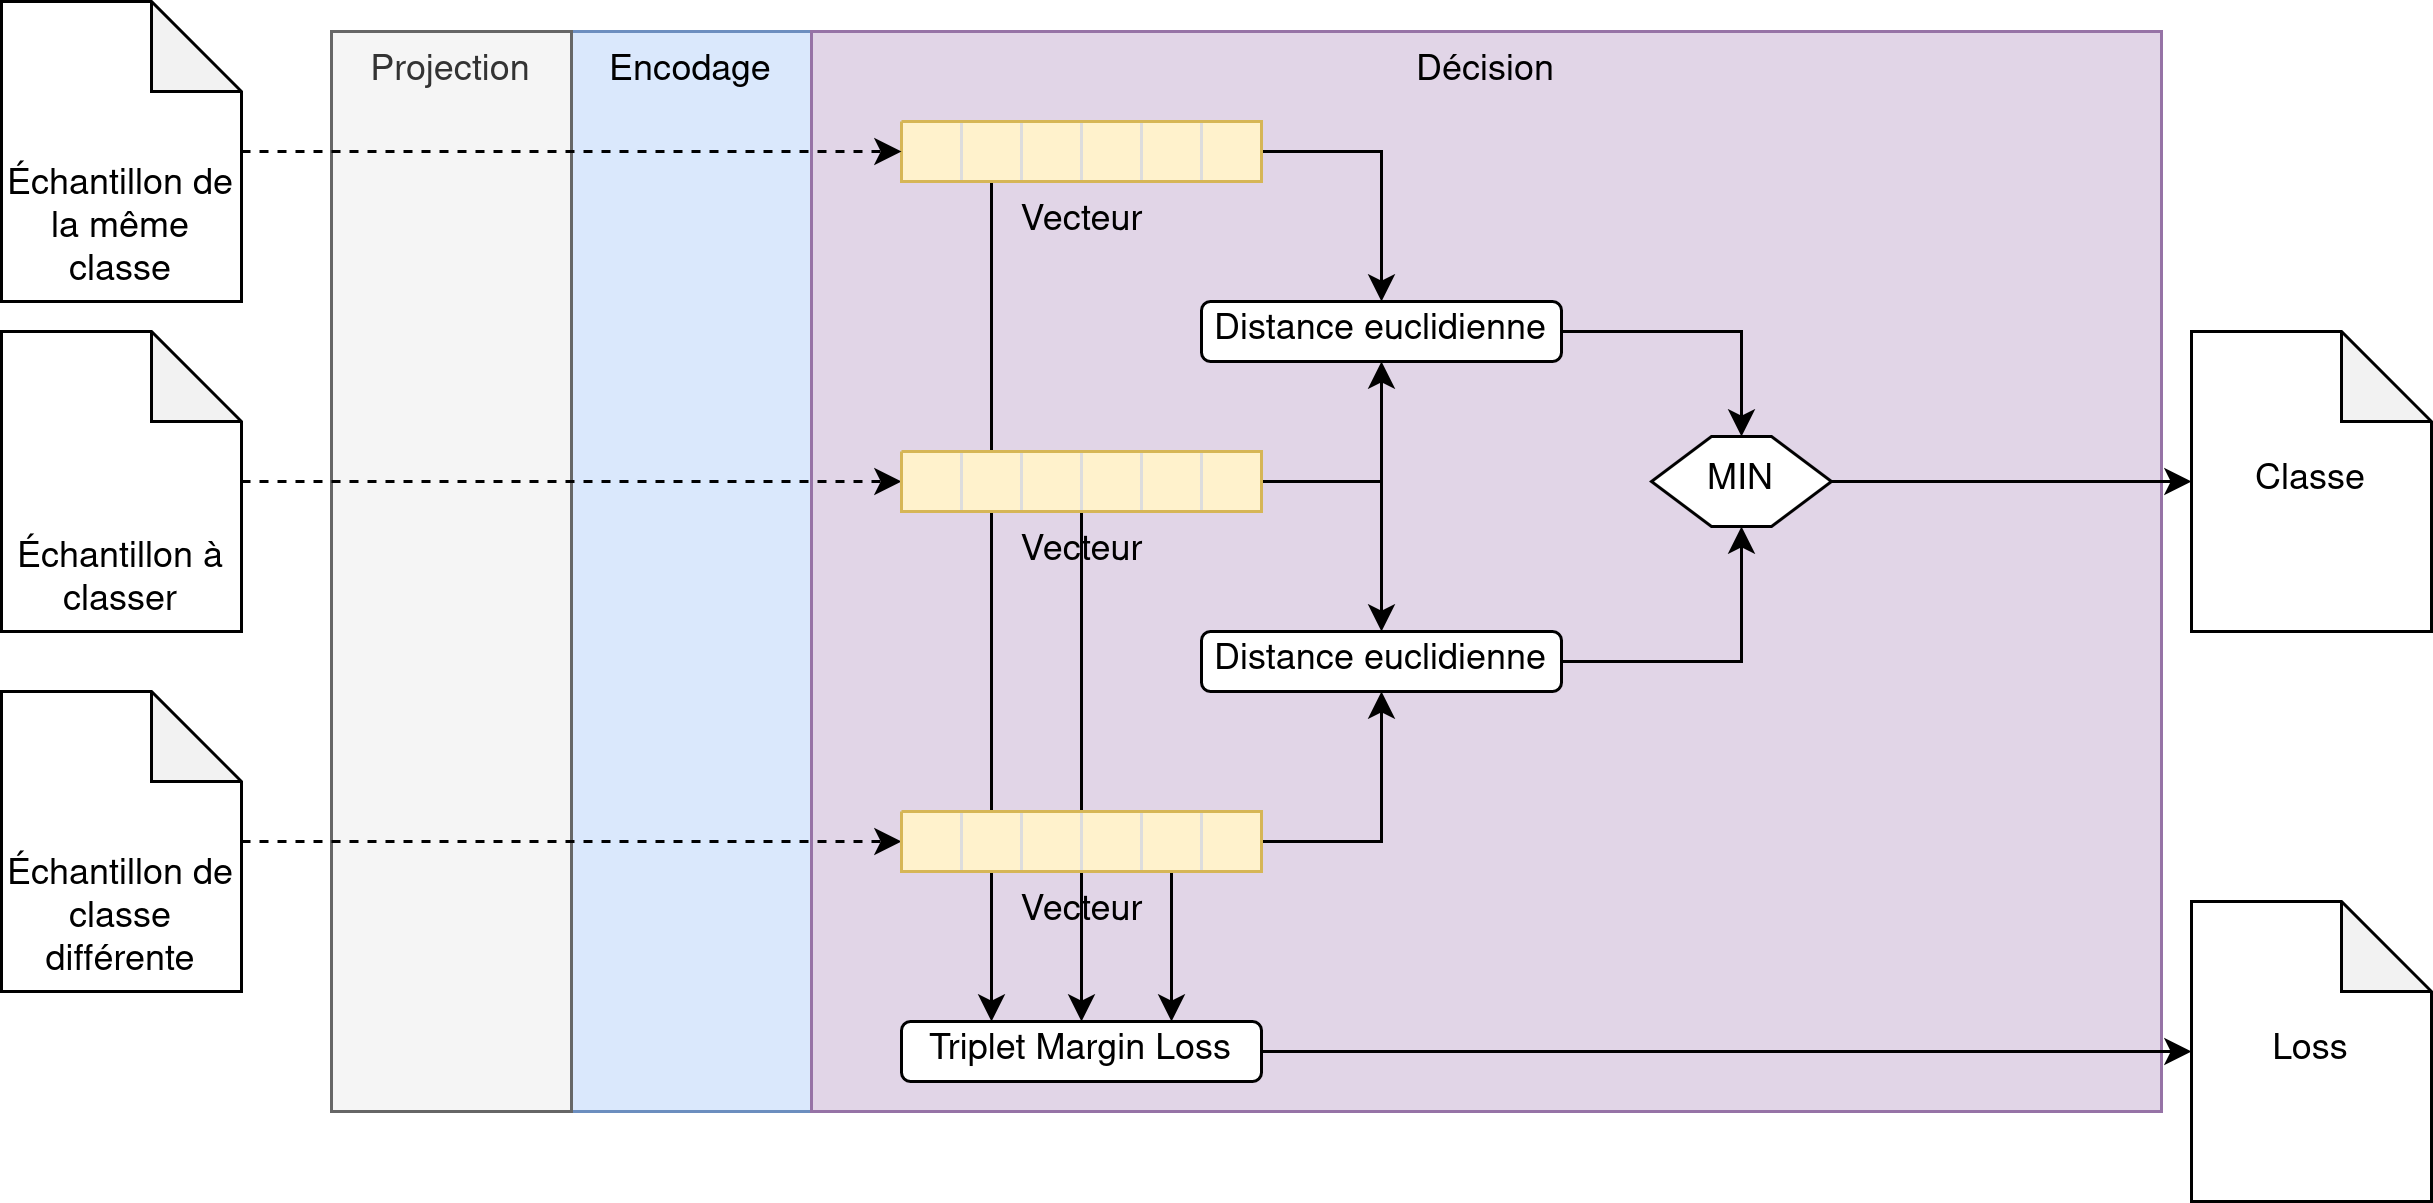 Projection
Encodage
Décision
Échantillon de
la même
classe
Vecteur
Distance euclidienne
Échantillon à
classer
Vecteur
MIN
Classe
Distance euclidienne
Échantillon de
classe
différente
Vecteur
Triplet Margin Loss
Loss